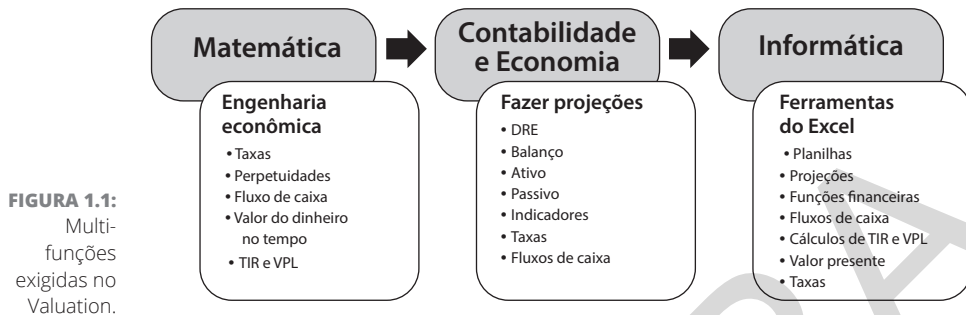 Matemática
Contabilidade
e Economia
Informática
Engenharia
econômica
• Taxas
• Perpetuidades
• Fluxo de caixa
• Valor do dinheiro
no tempo
• TIR e VPL
Fazer projeções
• DRE
• Balanço
• Ativo
• Passivo
• Indicadores
• Taxas
• Fluxos de caixa
Ferramentas
do Excel
• Planilhas
• Projeções
• Funções financeiras
• Fluxos de caixa
• Cálculos de TIR e VPL
• Valor presente
• Taxas
FIGURA 1.1:
Multi-
funções
exigidas no
Valuation.